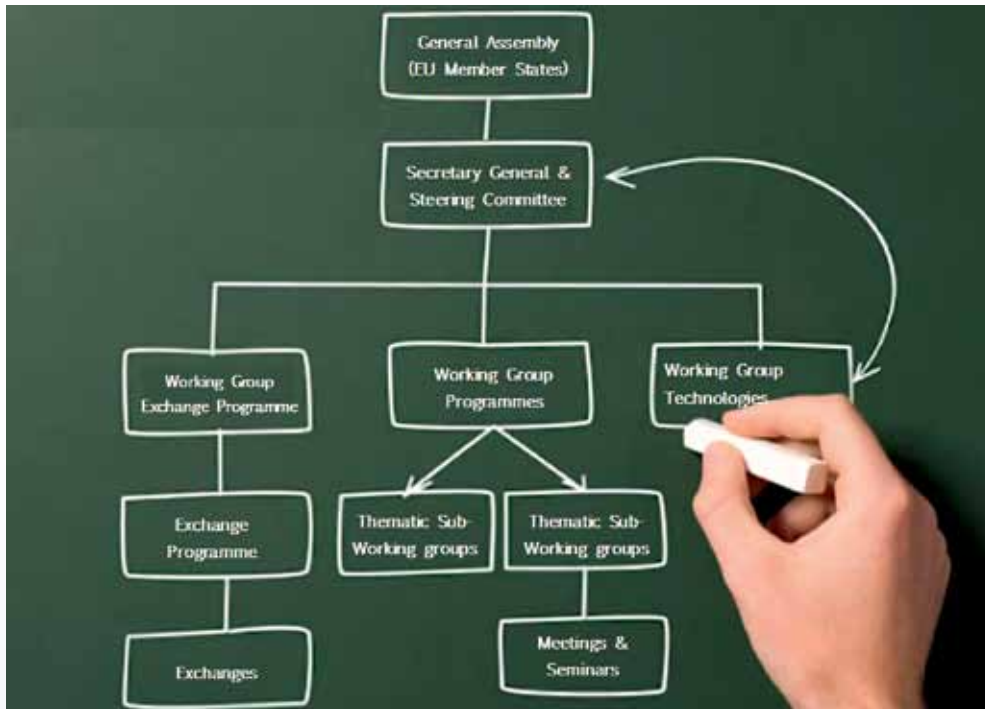 General Assembly
(EU Member States)
Secretary General &
Steering Committee
Working Group
Exchange Programme
Working Group
Programmes
Working Group
Technologies
Exchange
Programme
Thematic Sub-
Working groups
Thematic Sub-
Working groups
Exchanges
Meetings &
Seminars